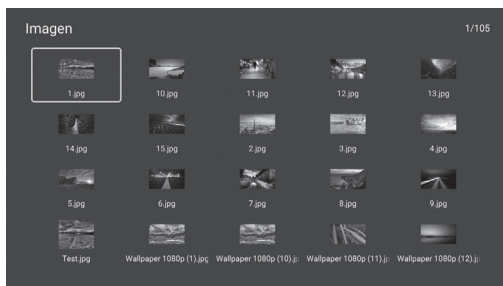 Imagen 1/105
1.jpg 10.jpg 11.jpg 12.jpg 13.jpg
14.jpg 15.jpg 2.jpg 3.jpg 4.jpg
5.jpg 6.jpg 7.jpg 8.jpg 9.jpg
Test.jpg Wallpaper 1080p (1).jpg Wallpaper 1080p (10).jp Wallpaper 1080p (11).jp Wallpaper 1080p (12).jp